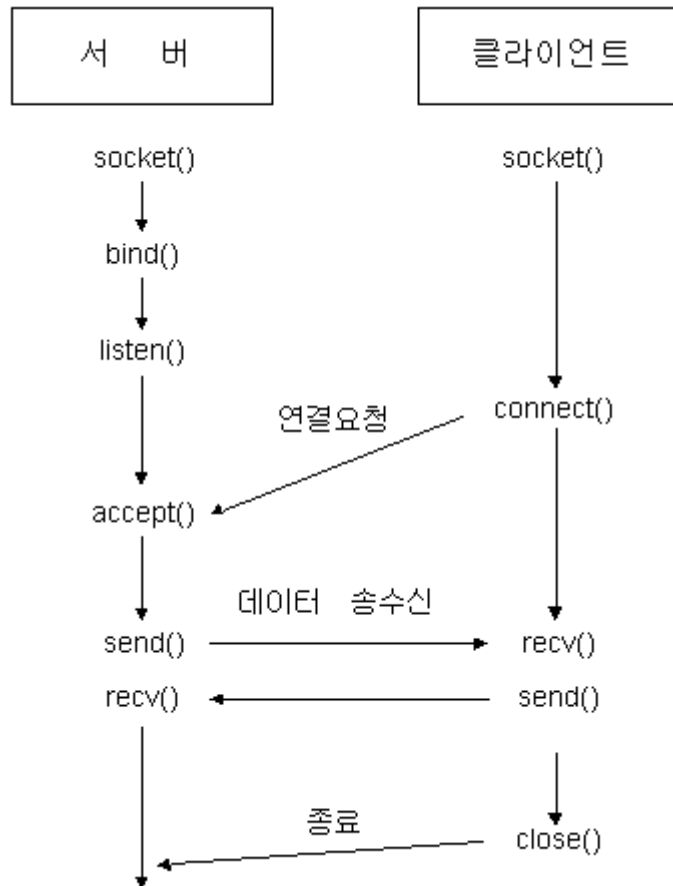 서 버
클라이언트
socket()
socket()
bind()
listen()
connect()
연결요청
accept()
데이터 송수신
send()
recv()
recv()
send()
종료
close()